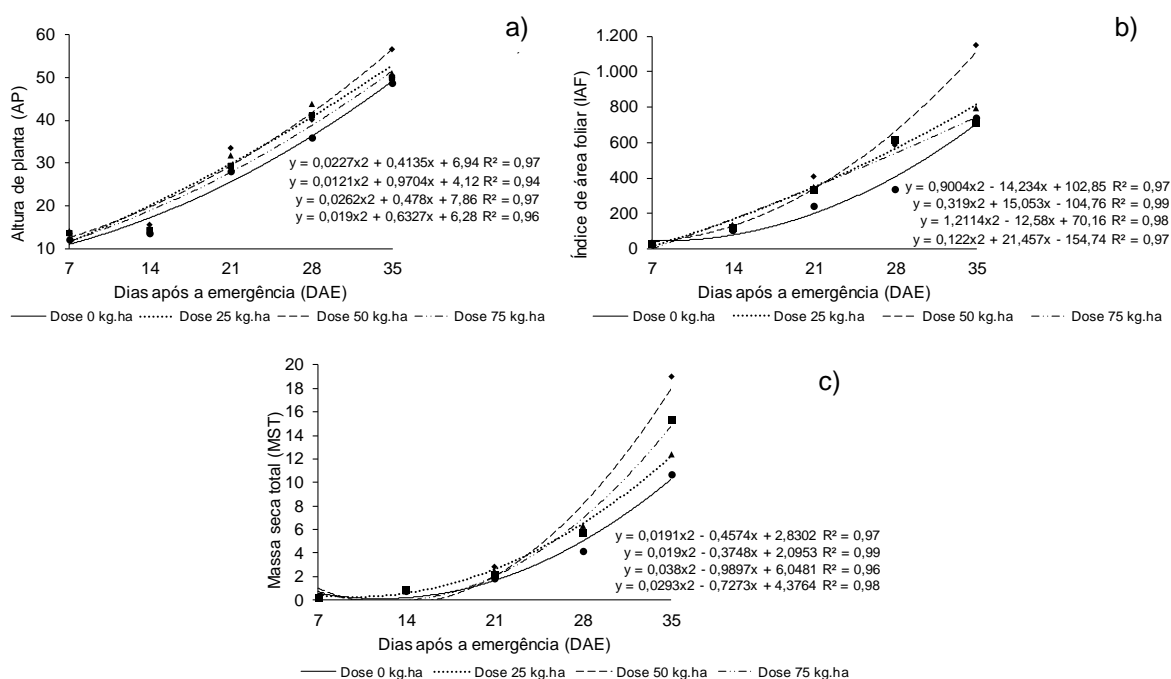 a)
60
50
40
30
20
10
Altura de planta (AP)
y = 0,0227x2 + 0,4135x + 6,94 R² = 0,97
y = 0,0121x2 + 0,9704x + 4,12 R² = 0,94
y = 0,0262x2 + 0,478x + 7,86 R² = 0,97
y = 0,019x2 + 0,6327x + 6,28 R² = 0,96
7 14 21 28 35
Dias após a emergência (DAE)
Dose 0 kg.ha Dose 25 kg.ha Dose 50 kg.ha Dose 75 kg.ha
b)
1.200
1.000
800
600
400
200
0
Índice de área foliar (IAF)
y = 0,9004x2 - 14,234x + 102,85 R² = 0,97
y = 0,319x2 + 15,053x - 104,76 R² = 0,99
y = 1,2114x2 - 12,58x + 70,16 R² = 0,98
y = 0,122x2 + 21,457x - 154,74 R² = 0,97
7 14 21 28 35
Dias após a emergência (DAE)
Dose 0 kg.ha Dose 25 kg.ha Dose 50 kg.ha Dose 75 kg.ha
c)
20
18
16
14
12
10
8
6
4
2
0
Massa seca total (MST)
y = 0,0191x2 - 0,4574x + 2,8302 R² = 0,97
y = 0,019x2 - 0,3748x + 2,0953 R² = 0,99
y = 0,038x2 - 0,9897x + 6,0481 R² = 0,96
y = 0,0293x2 - 0,7273x + 4,3764 R² = 0,98
7 14 21 28 35
Dias após a emergência (DAE)
Dose 0 kg.ha Dose 25 kg.ha Dose 50 kg.ha Dose 75 kg.ha